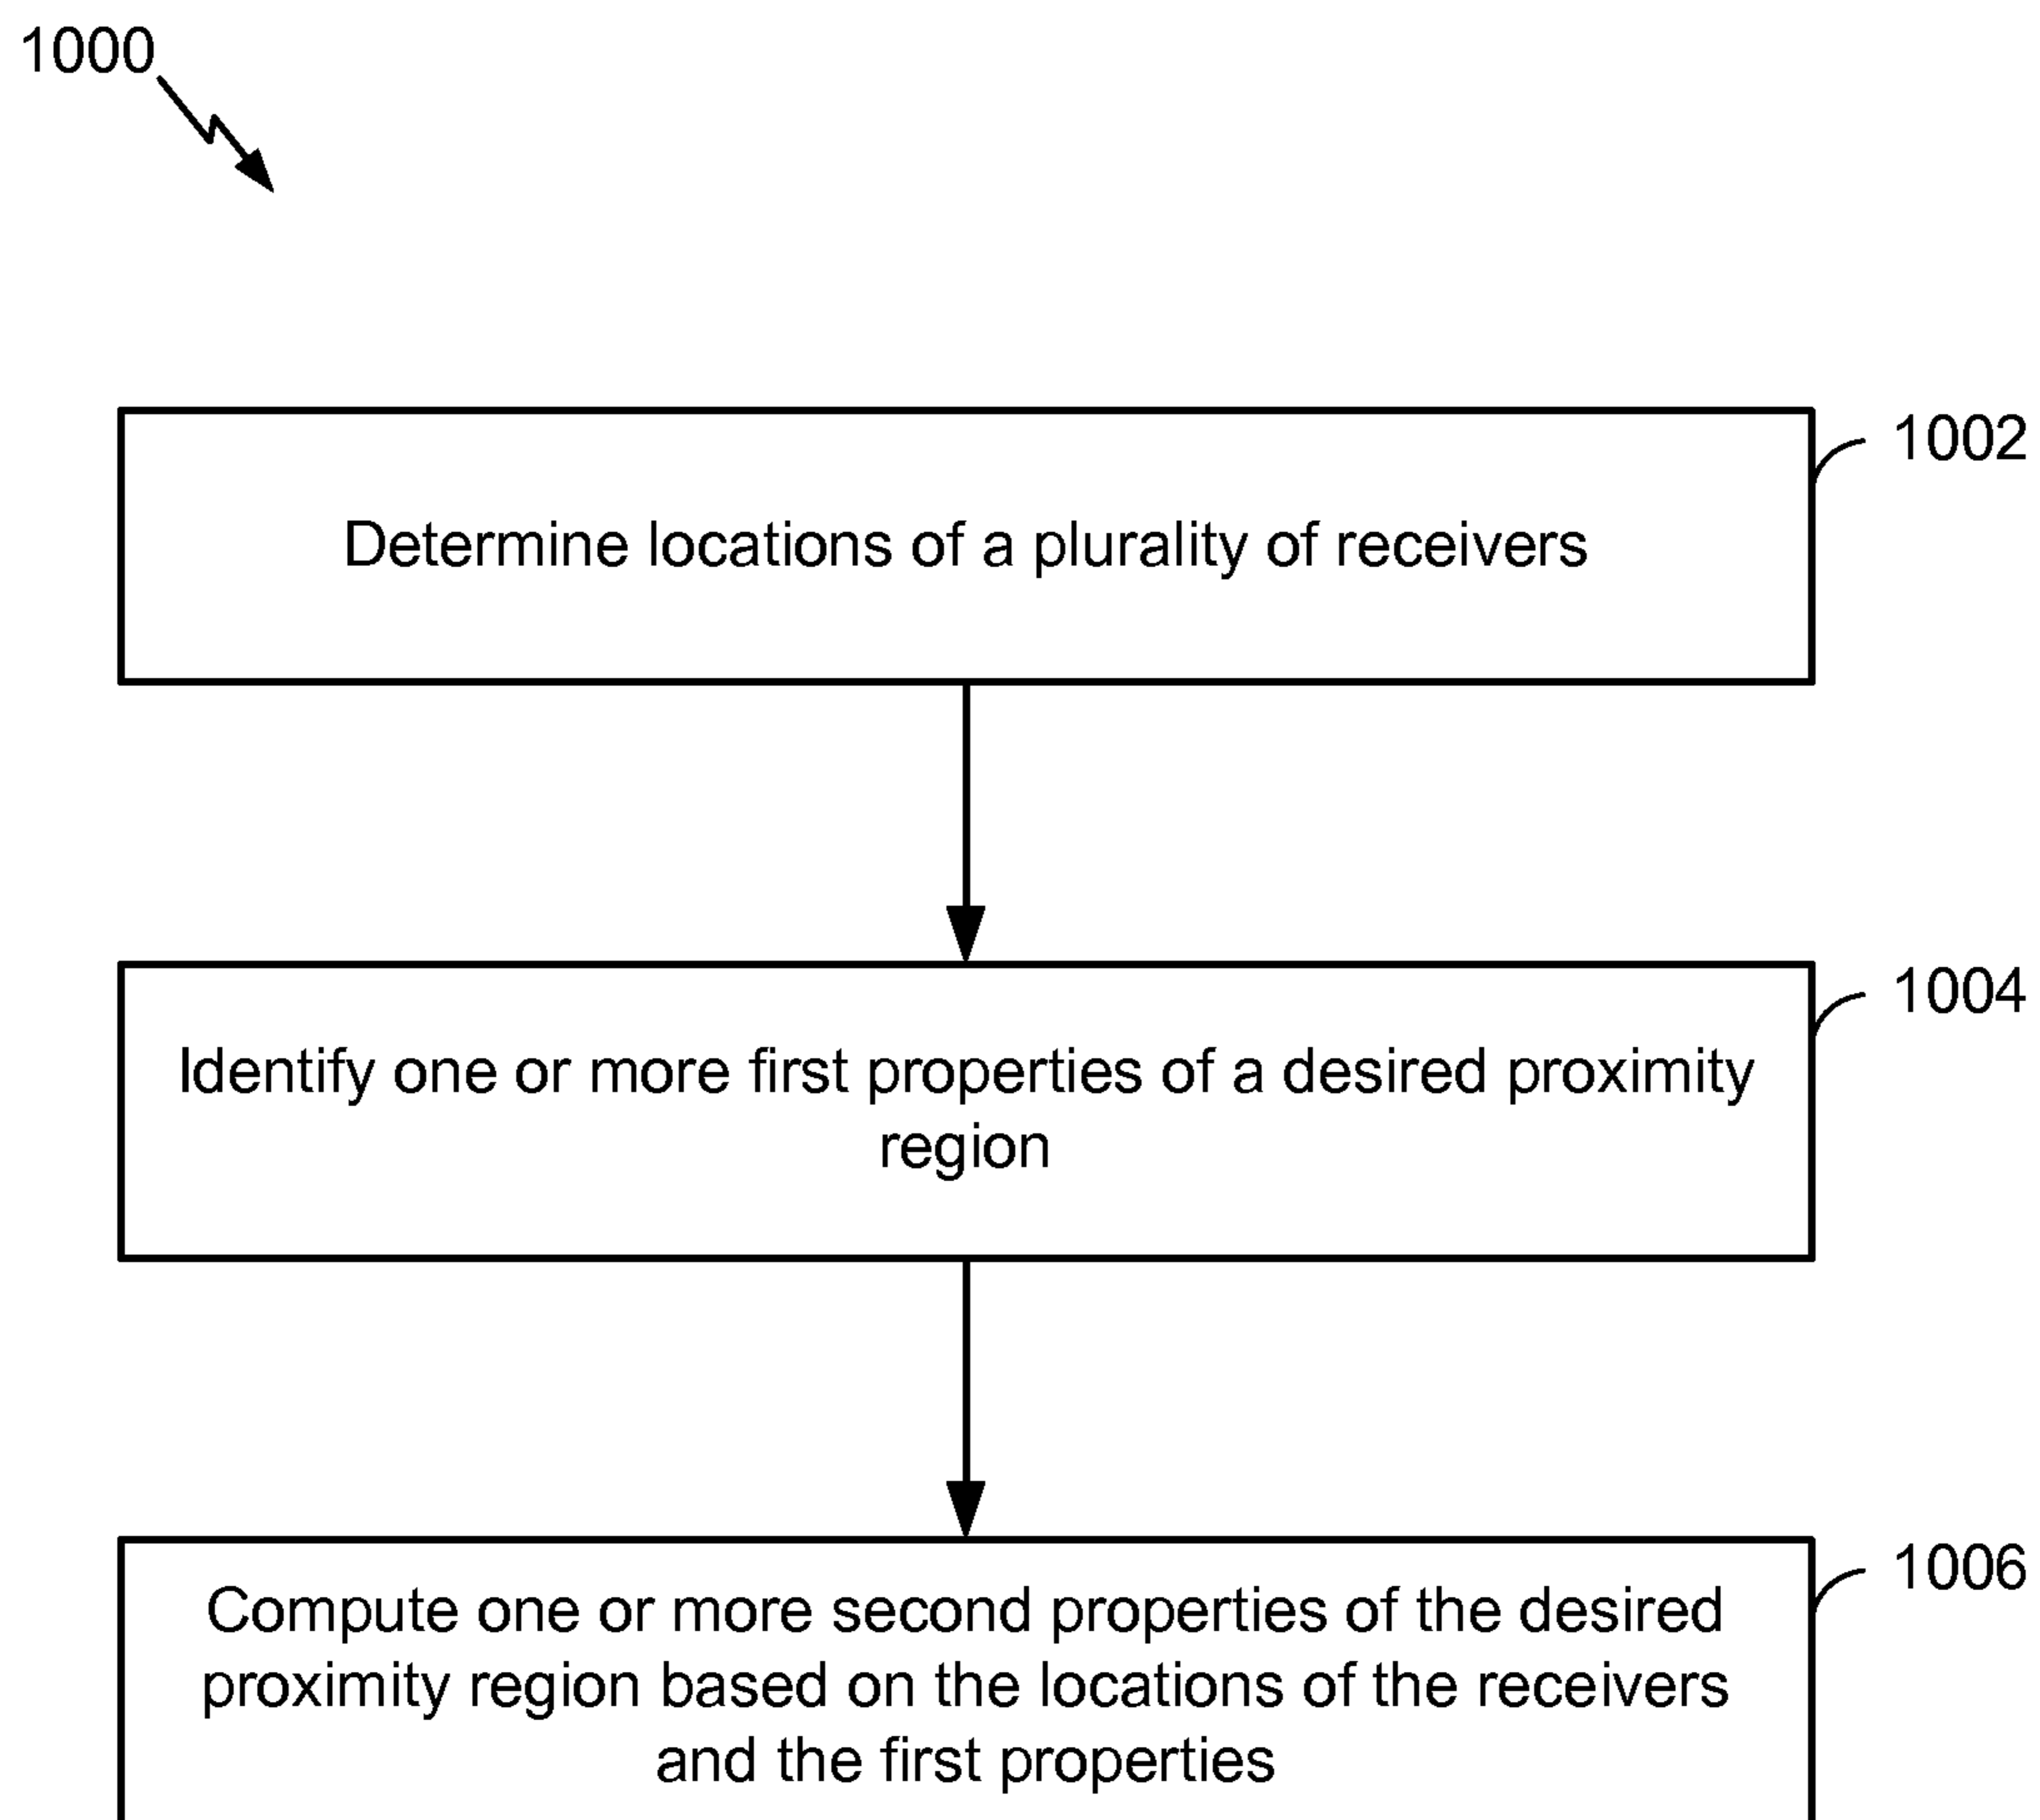 1000
1002
Determine locations of a plurality of receivers
1004
Identify one or more first properties of a desired proximity
region
1006
Compute one or more second properties of the desired
proximity region based on the locations of the receivers
and the first properties